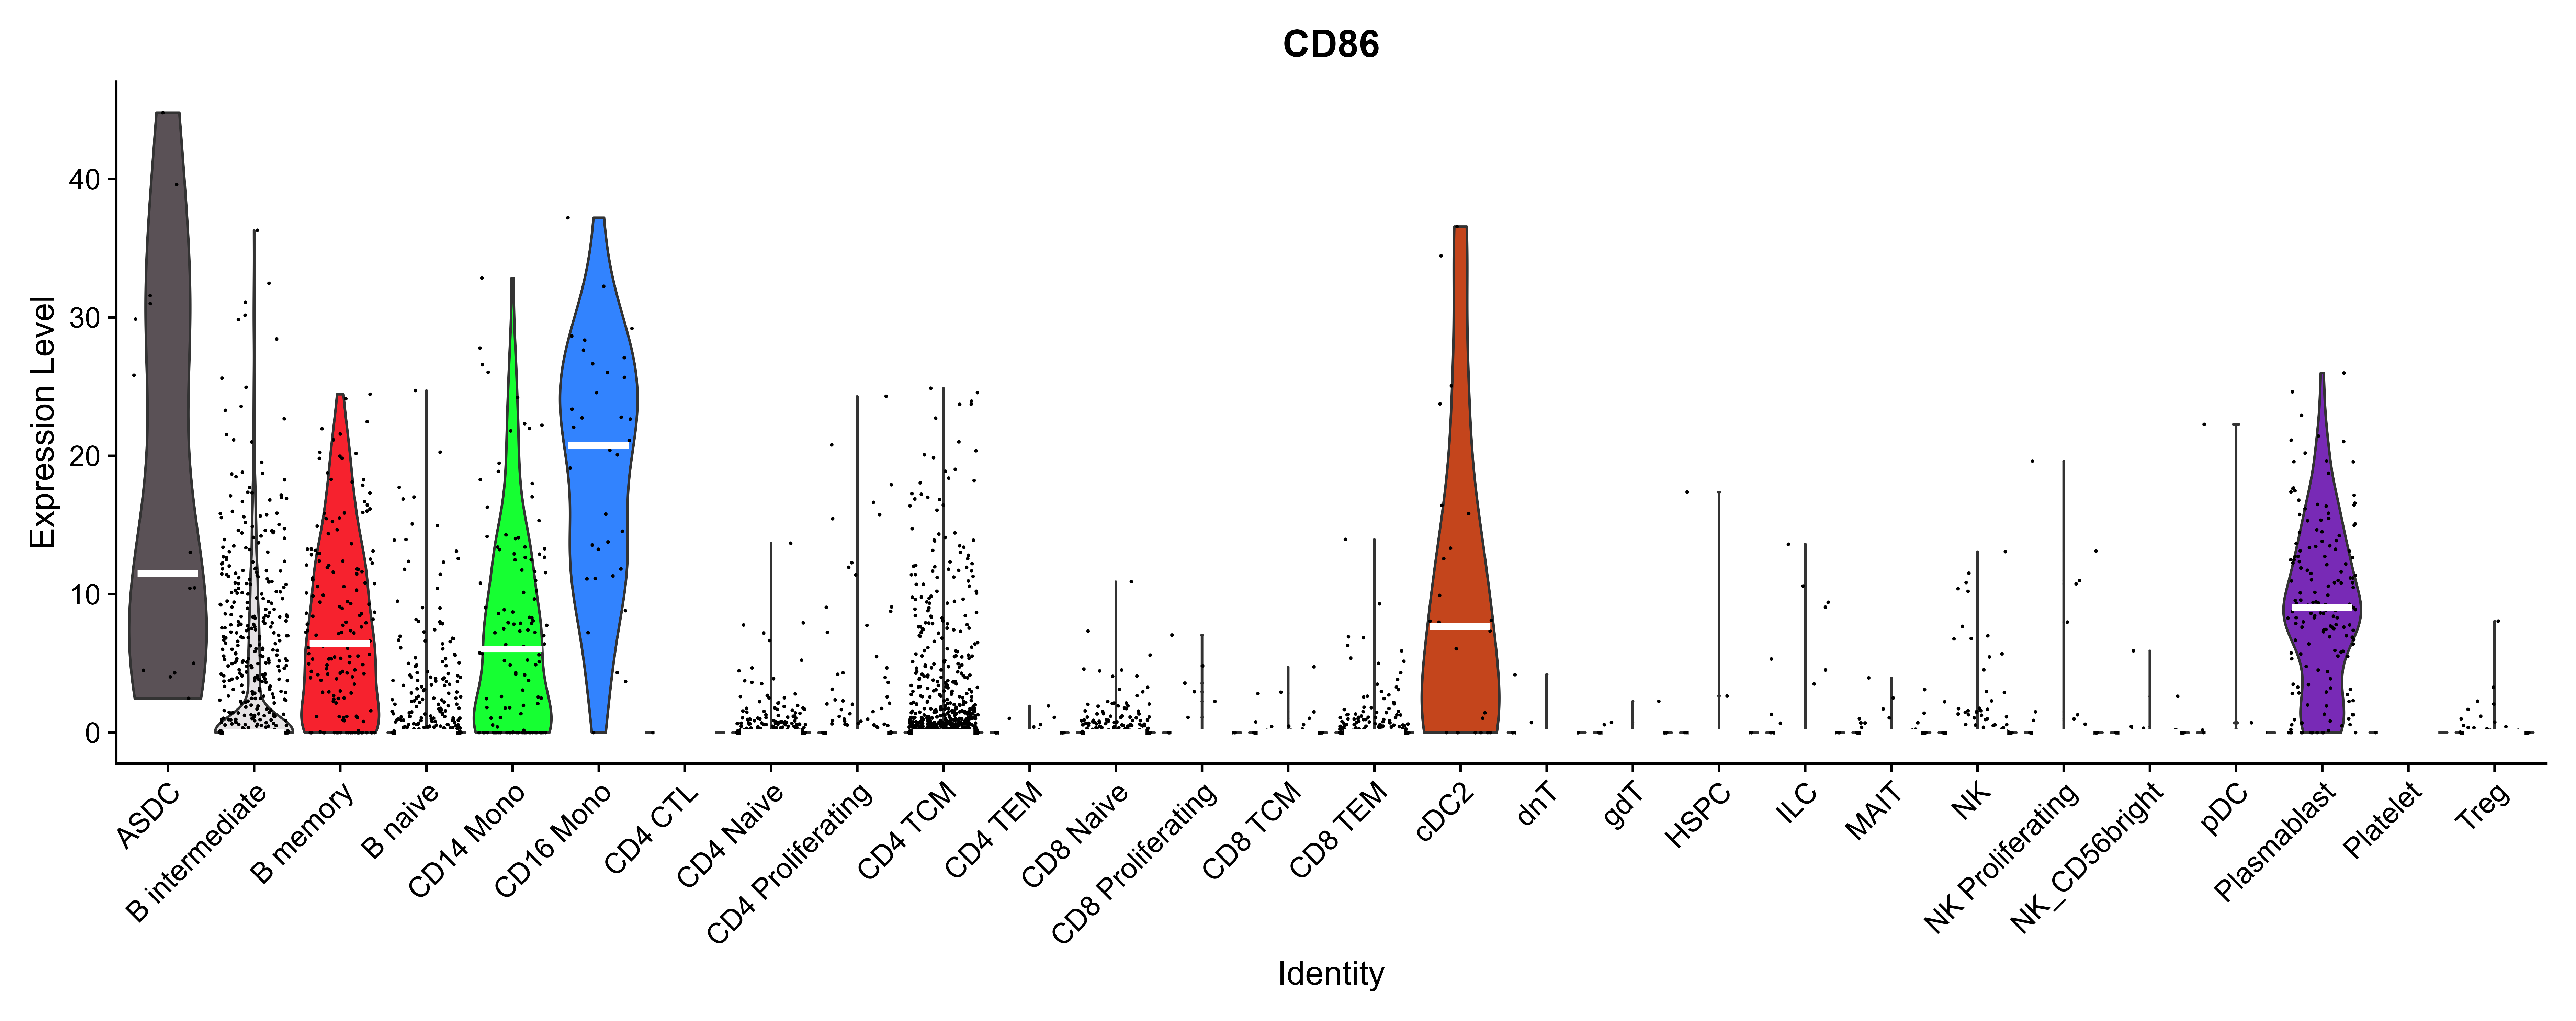 CD86
Expression Level
40
30
20
10
0
ASDC
B intermediate
B memory
B naive
CD14 Mono
CD16 Mono
CD4 CTL
CD4 Naive
CD4 Proliferating
CD4 TCM
CD4 TEM
CD8 Naive
CD8 Proliferating
CD8 TCM
CD8 TEM
cDC2
dnT
gdT
HSPC
ILC
MAIT
NK
NK Proliferating
NK_CD56bright
pDC
Plasmablast
Platelet
Treg
Identity